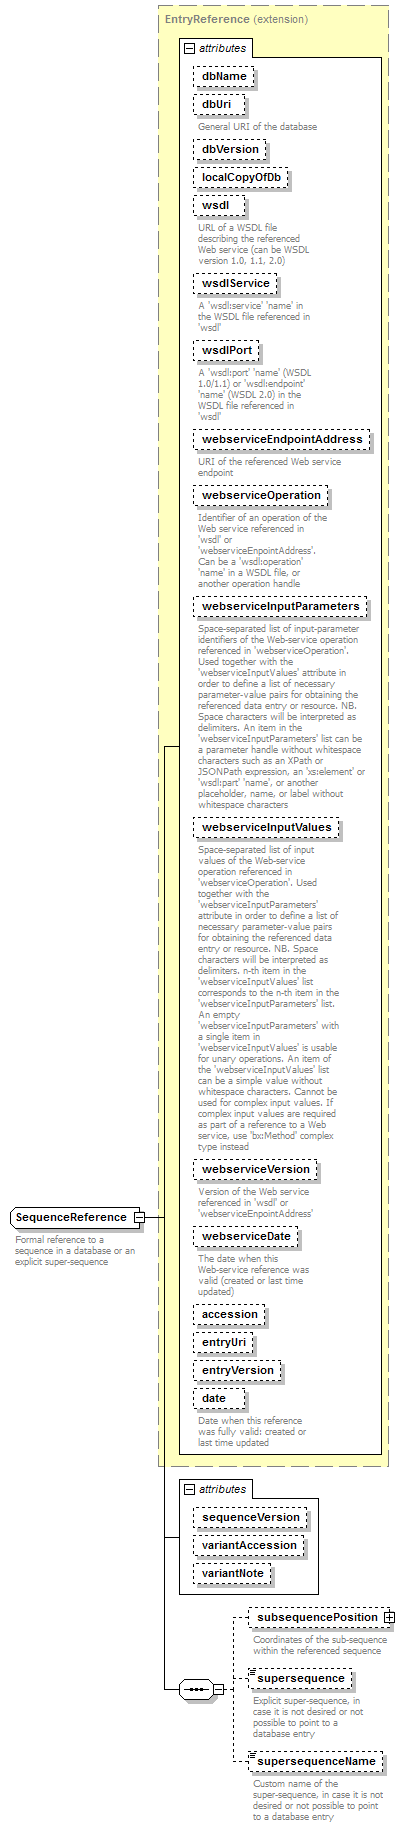 EntryReference (extension)
attributes
dbName
dbUri
General URI of the database
dbVersion
localCopyOfDb
wsdl
URL of a WSDL file
describing the referenced
Web service (can be WSDL
version 1.0, 1.1, 2.0)
wsdlService
A 'wsdl:service' 'name' in
the WSDL file referenced in
'wsdl'
wsdlPort
A 'wsdl:port' 'name' (WSDL
1.0/1.1) or 'wsdl:endpoint'
'name' (WSDL 2.0) in the
WSDL file referenced in
'wsdl'
webserviceEndpointAddress
URI of the referenced Web service
endpoint
webserviceOperation
Identifier of an operation of the
Web service referenced in
'wsdl' or
'webserviceEnpointAddress'.
Can be a 'wsdl:operation'
'name' in a WSDL file, or
another operation handle
webserviceInputParameters
Space-separated list of input-parameter
identifiers of the Web-service operation
referenced in 'webserviceOperation'.
Used together with the
'webserviceInputValues' attribute in
order to define a list of necessary
parameter-value pairs for obtaining the
referenced data entry or resource. NB.
Space characters will be interpreted as
delimiters. An item in the
'webserviceInputParameters' list can be
a parameter handle without whitespace
characters such as an XPath or
JSONPath expression, an 'xs:element' or
'wsdl:part' 'name', or another
placeholder, name, or label without
whitespace characters
webserviceInputValues
Space-separated list of input
values of the Web-service
operation referenced in
'webserviceOperation'. Used
together with the
'webserviceInputParameters'
attribute in order to define a list of
necessary parameter-value pairs
for obtaining the referenced data
entry or resource. NB. Space
characters will be interpreted as
delimiters. n-th item in the
'webserviceInputValues' list
corresponds to the n-th item in the
'webserviceInputParameters' list.
An empty
'webserviceInputParameters' with
a single item in
'webserviceInputValues' is usable
for unary operations. An item of
the 'webserviceInputValues' list
can be a simple value without
whitespace characters. Cannot be
used for complex input values. If
complex input values are required
as part of a reference to a Web
service, use 'bx:Method' complex
type instead
webserviceVersion
Version of the Web service
referenced in 'wsdl' or
'webserviceEnpointAddress'
webserviceDate
The date when this
Web-service reference was
valid (created or last time
updated)
accession
entryUri
entryVersion
date
Date when this reference
was fully valid: created or
last time updated
SequenceReference
Formal reference to a
sequence in a database or an
explicit super-sequence
attributes
sequenceVersion
variantAccession
variantNote
subsequencePosition
Coordinates of the sub-sequence
within the referenced sequence
supersequence
Explicit super-sequence, in
case it is not desired or not
possible to point to a
database entry
supersequenceName
Custom name of the
super-sequence, in case it is not
desired or not possible to point
to a database entry